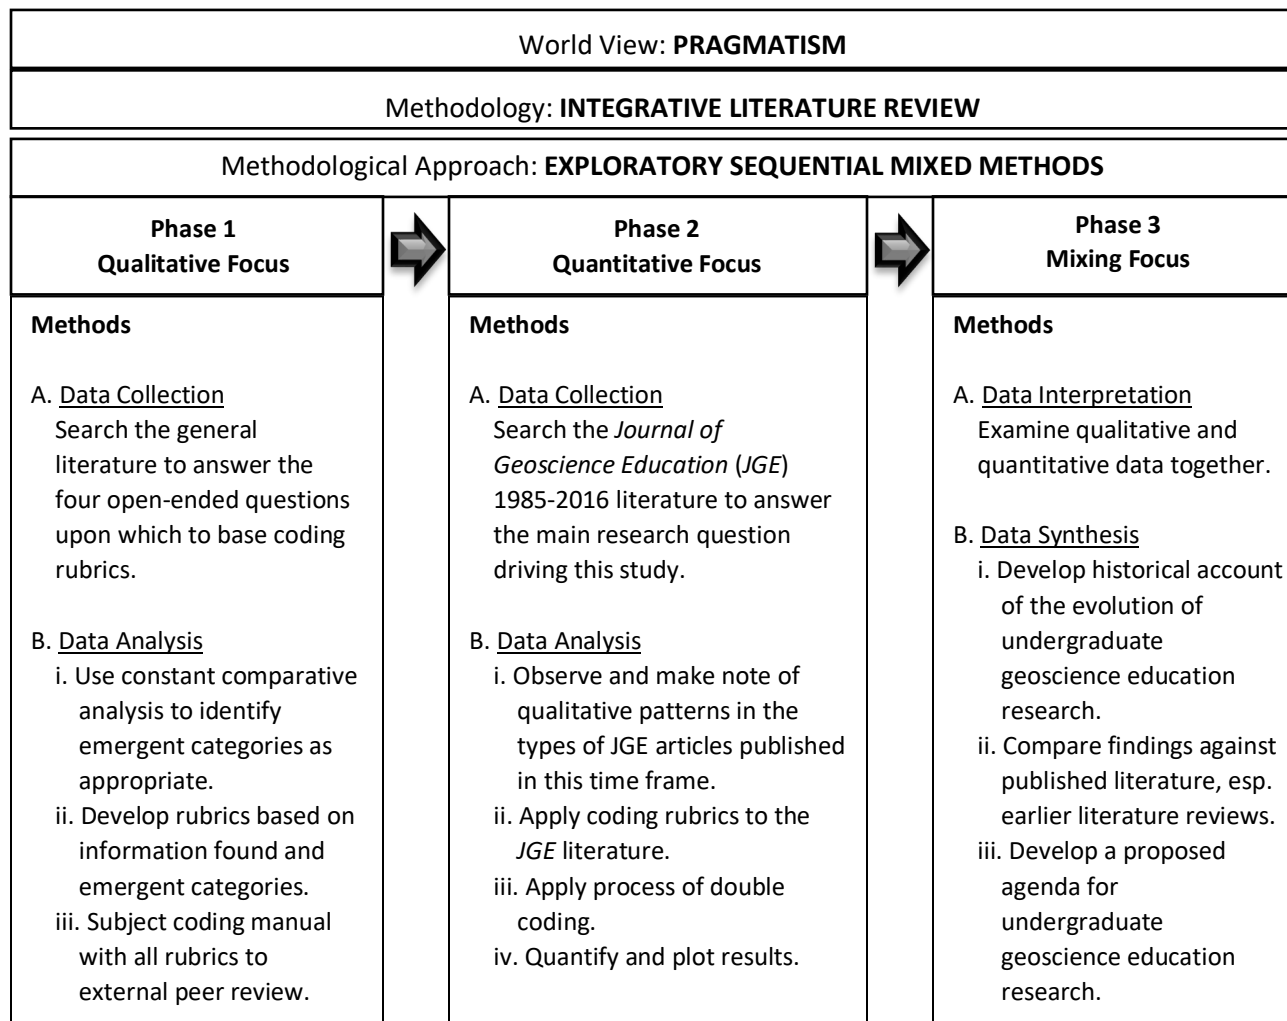 World View: PRAGMATISM
Methodology: INTEGRATIVE LITERATURE REVIEW
Methodological Approach: EXPLORATORY SEQUENTIAL MIXED METHODS
Phase 1
Qualitative Focus
Methods
A. Data Collection
Search the general
literature to answer the
four open-ended questions
upon which to base coding
rubrics.
B. Data Analysis
i. Use constant comparative
analysis to identify
emergent categories as
appropriate.
ii. Develop rubrics based on
information found and
emergent categories.
iii. Subject coding manual
with all rubrics to
external peer review.
Phase 2
Quantitative Focus
Methods
A. Data Collection
Search the Journal of
Geoscience Education (JGE)
1985-2016 literature to answer
the main research question
driving this study.
B. Data Analysis
i. Observe and make note of
qualitative patterns in the
types of JGE articles published
in this time frame.
ii. Apply coding rubrics to the
JGE literature.
iii. Apply process of double
coding.
iv. Quantify and plot results.
Phase 3
Mixing Focus
Methods
A. Data Interpretation
Examine qualitative and
quantitative data together.
B. Data Synthesis
i. Develop historical account
of the evolution of
undergraduate
geoscience education
research.
ii. Compare findings against
published literature, esp.
earlier literature reviews.
iii. Develop a proposed
agenda for
undergraduate
geoscience education
research.